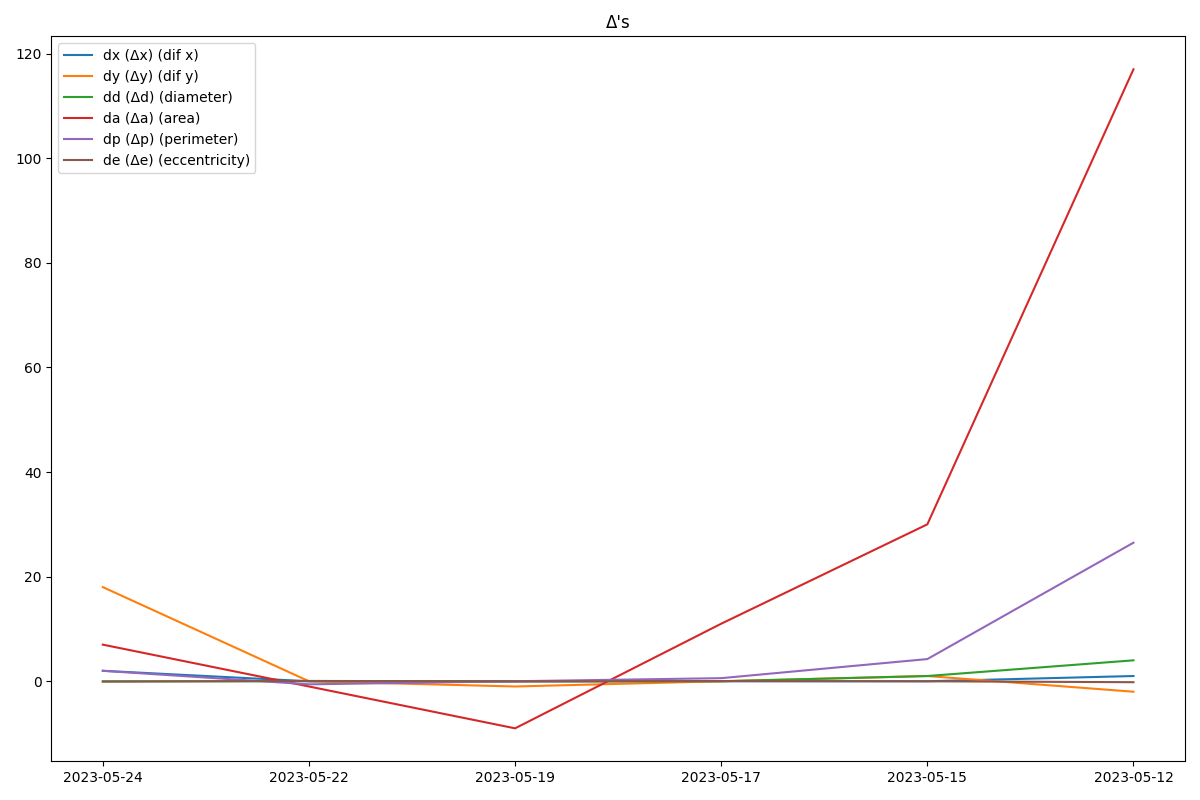 Δ's
dx (Δx) (dif x)
dy (Δy) (dif y)
dd (Δd) (diameter)
da (Δa) (area)
dp (Δp) (perimeter)
de (Δe) (eccentricity)
120
100
80
60
40
20
0
2023-05-24 2023-05-22 2023-05-19 2023-05-17 2023-05-15 2023-05-12